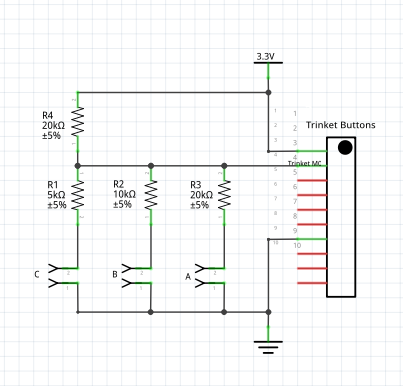 3.3V
R4
20kΩ
±5%
Trinket Buttons
1
2
3
4
Trinket MC
5
6
7
8
9
10
R1
5kΩ
±5%
R2
10kΩ
±5%
R3
20kΩ
±5%
C
B
A